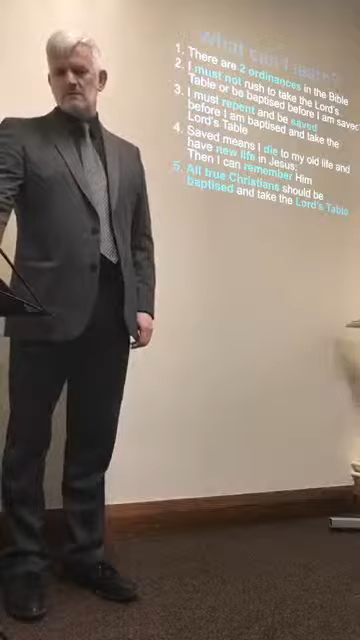 What can I learn?
1. There are 2 ordinances in the Bible
2. I must not rush to take the Lord's
Table or be baptised before I am saved
3. I must repent and be saved
before I am baptised and take the
Lord's Table
4. Saved means I die to my old life and
have new life in Jesus.
Then I can remember Him
5. All true Christians should be
baptised and take the Lord's Table